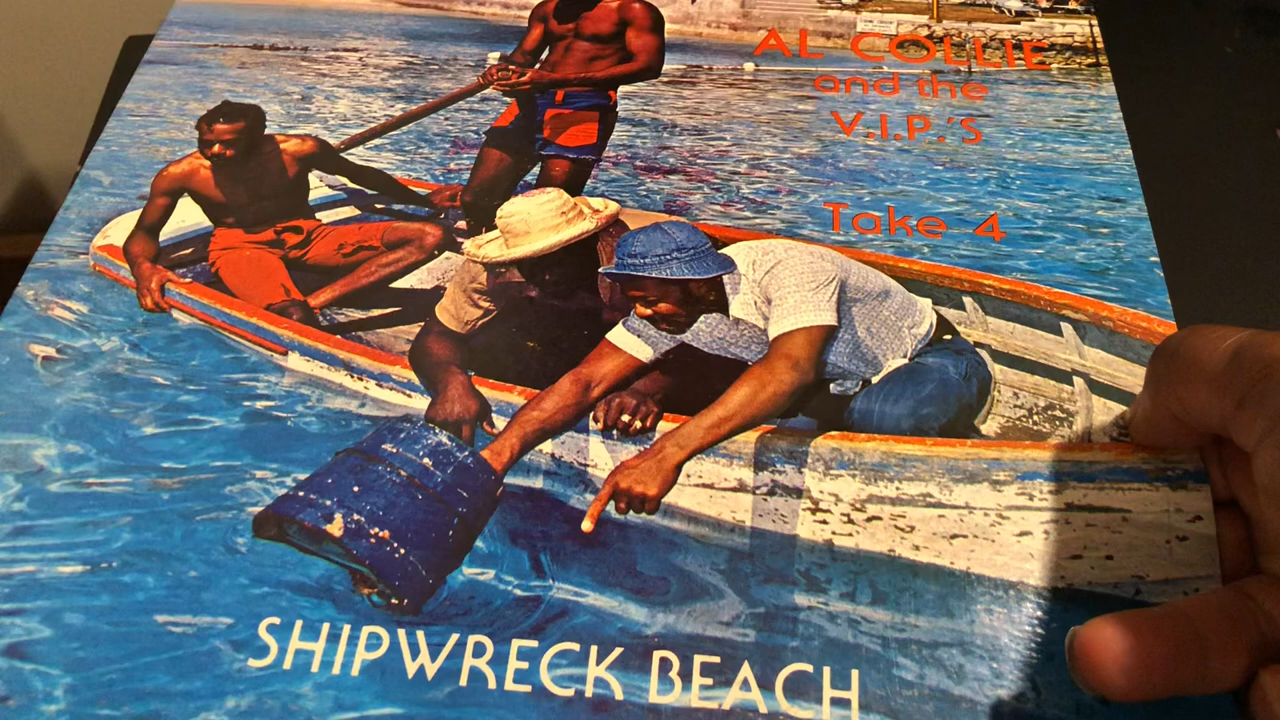 AL COLLIE
and the
V.I.P.'S
Take 4
SHIPWRECK BEACH